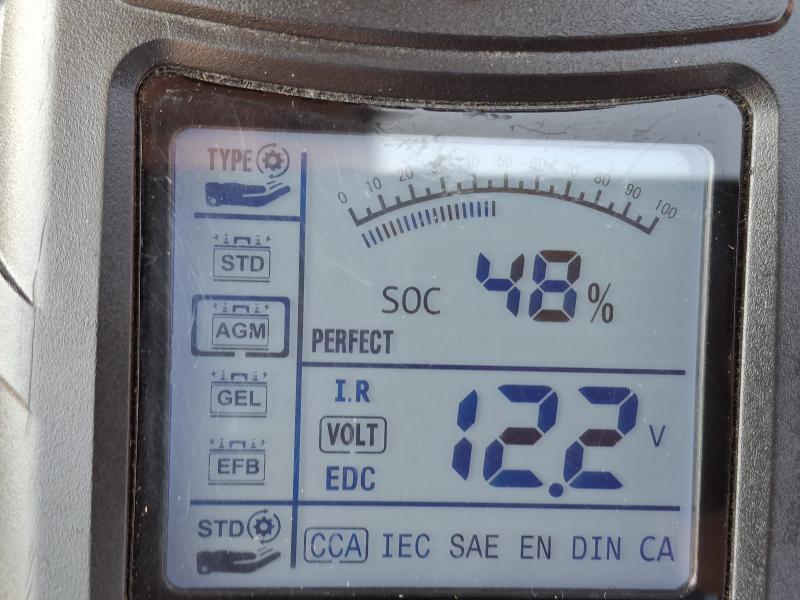 TYPE
STD
AGM
GEL
EFB
STD
0 10 20 30 40 50 60 70 80 90 100
SOC 48%
PERFECT
I.R
VOLT
EDC
12.2 V
CCA IEC SAE EN DIN CA